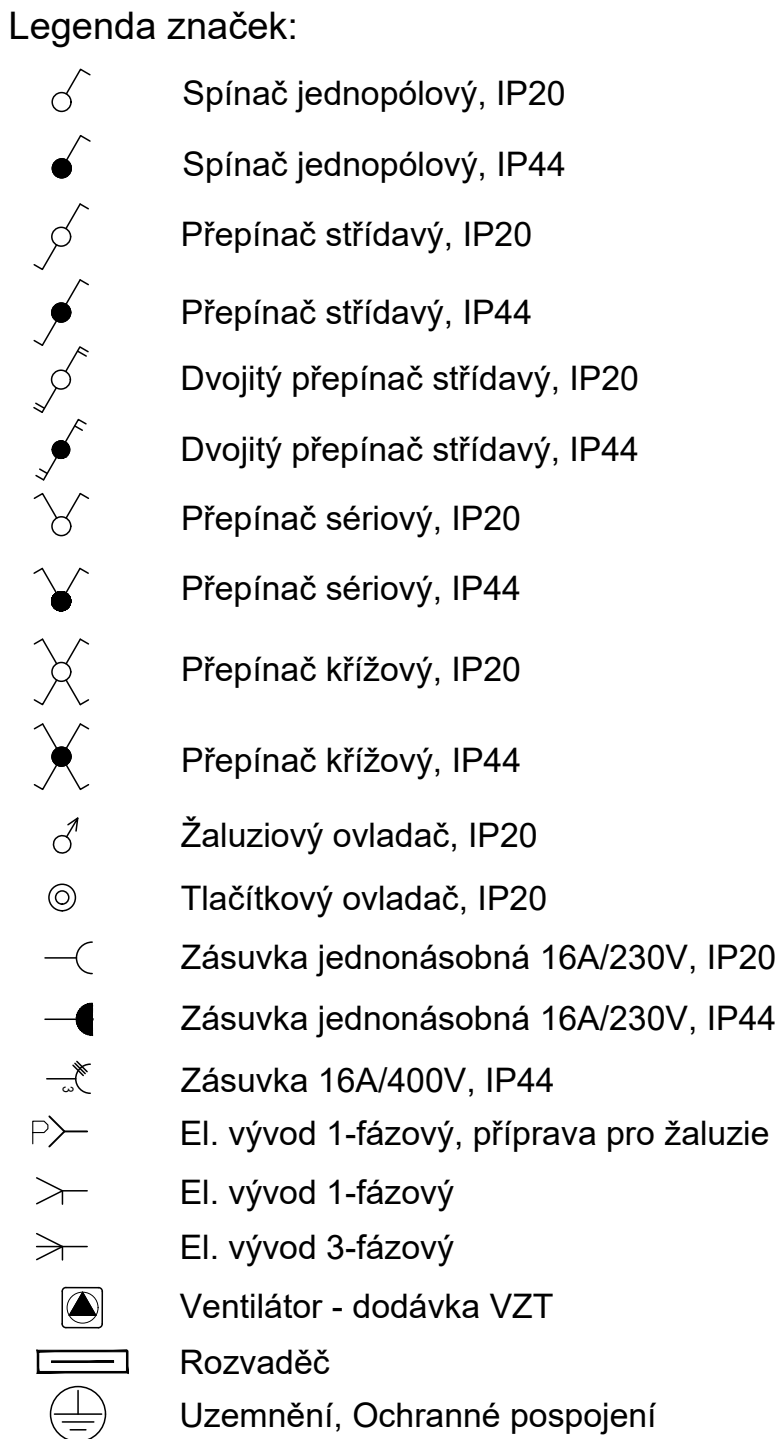 Legenda značek:
Spínač jednopólový, IP20
Spínač jednopólový, IP44
Přepínač střídavý, IP20
Přepínač střídavý, IP44
Dvojitý přepínač střídavý, IP20
Dvojitý přepínač střídavý, IP44
Přepínač sériový, IP20
Přepínač sériový, IP44
Přepínač křížový, IP20
Přepínač křížový, IP44
Žaluziový ovladač, IP20
Tlačítkový ovladač, IP20
Zásuvka jednonásobná 16A/230V, IP20
Zásuvka jednonásobná 16A/230V, IP44
3 Zásuvka 16A/400V, IP44
P El. vývod 1-fázový, příprava pro žaluzie
El. vývod 1-fázový
El. vývod 3-fázový
Ventilátor - dodávka VZT
Rozvaděč
Uzemnění, Ochranné pospojení